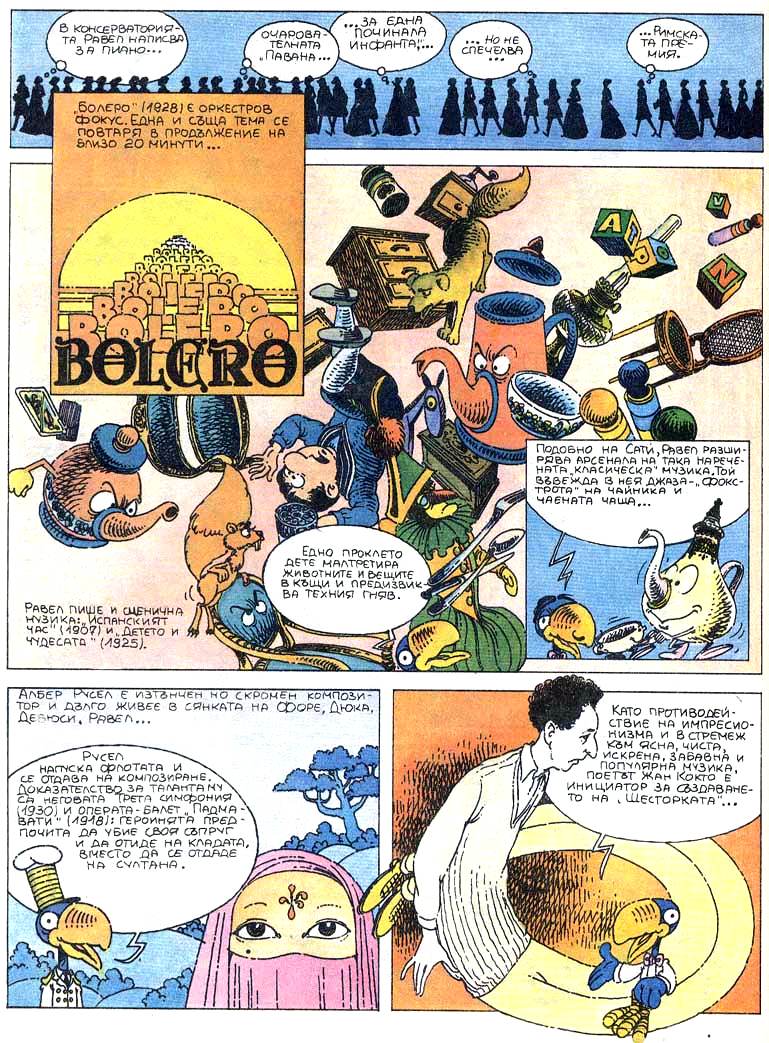 В КОНСЕРВАТОРИЯ-
ТА РАВЕЛ НАПИСВА
ЗА ПИАНО...
ОЧАРОВА-
ТЕЛНАТА
„ПАВАНА...
...ЗА ЕДНА
ПОЧИНАЛА
ИНФАНТА“,...
... НО НЕ
СПЕЧЕЛВА
...
...РИМСКА-
ТА ПРЕ-
МИЯ.
„БОЛЕРО“ (1928) Е ОРКЕСТРОВ
ФОКУС. ЕДНА И СЪЩА ТЕМА СЕ
ПОВТАРЯ В ПРОДЪЛЖЕНИЕ НА
БЛИЗО 20 МИНУТИ...
BOLERO
BOLERO
BOLERO
BOLERO
BOLERO
BOLERO
A
T
P
O
N
V
N
ПОДОБНО НА САТИ, РАВЕЛ РАЗШИ-
РЯВА АРСЕНАЛА НА ТАКА НАРЕЧЕ-
НАТА „КЛАСИЧЕСКА“ МУЗИКА, ТОЙ
ВЪВЕЖДА В НЕЯ ДЖАЗА-„ФОКС-
ТРОТА“ НА ЧАЙНИКА И
ЧАЕНАТА ЧАША...
ЕДНО ПРОКЛЕТО
ДЕТЕ МАЛТРЕТИРА
ЖИВОТНИТЕ И ВЕЩИТЕ
В КЪЩИ И ПРЕДИЗВИК-
ВА ТЕХНИЯ ГНЯВ.
РАВЕЛ ПИШЕ И СЦЕНИЧНА
МУЗИКА: „ИСПАНСКИЯТ
ЧАС“ (1907) И „ДЕТЕТО И
ЧУДЕСАТА“ (1925).
АЛБЕР РУСЕЛ Е ИЗТЪНЧЕН НО СКРОМЕН КОМПОЗИ-
ТОР И ДЪЛГО ЖИВЕЕ В СЯНКАТА НА ФОРЕ, ДЮКА,
ДЕБЮСИ, РАВЕЛ...
РУСЕЛ
НАПУСКА ФЛОТАТА И
СЕ ОТДАВА НА КОМПОЗИРАНЕ.
ДОКАЗАТЕЛСТВО ЗА ТАЛАНТА МУ
СА НЕГОВАТА ТРЕТА СИМФОНИЯ
(1930) И ОПЕРАТА-БАЛЕТ „ПАДМА-
ВАТИ“ (1918): ГЕРОИНЯТА ПРЕД-
ПОЧИТА ДА УБИЕ СВОЯ СЪПРУГ
И ДА ОТИДЕ НА КЛАДАТА,
ВМЕСТО ДА СЕ ОТДАДЕ
НА СУЛТАНА.
КАТО ПРОТИВОДЕЙ-
СТВИЕ НА ИМПРЕСИО-
НИЗМА И В СТРЕМЕЖ
КЪМ ЯСНА, ЧИСТА,
ИСКРЕНА, ЗАБАВНА И
ПОПУЛЯРНА МУЗИКА,
ПОЕТЪТ ЖАН КОКТО Е
ИНИЦИАТОР ЗА СЪЗДАВАНЕ-
ТО НА „ШЕСТОРКАТА“...